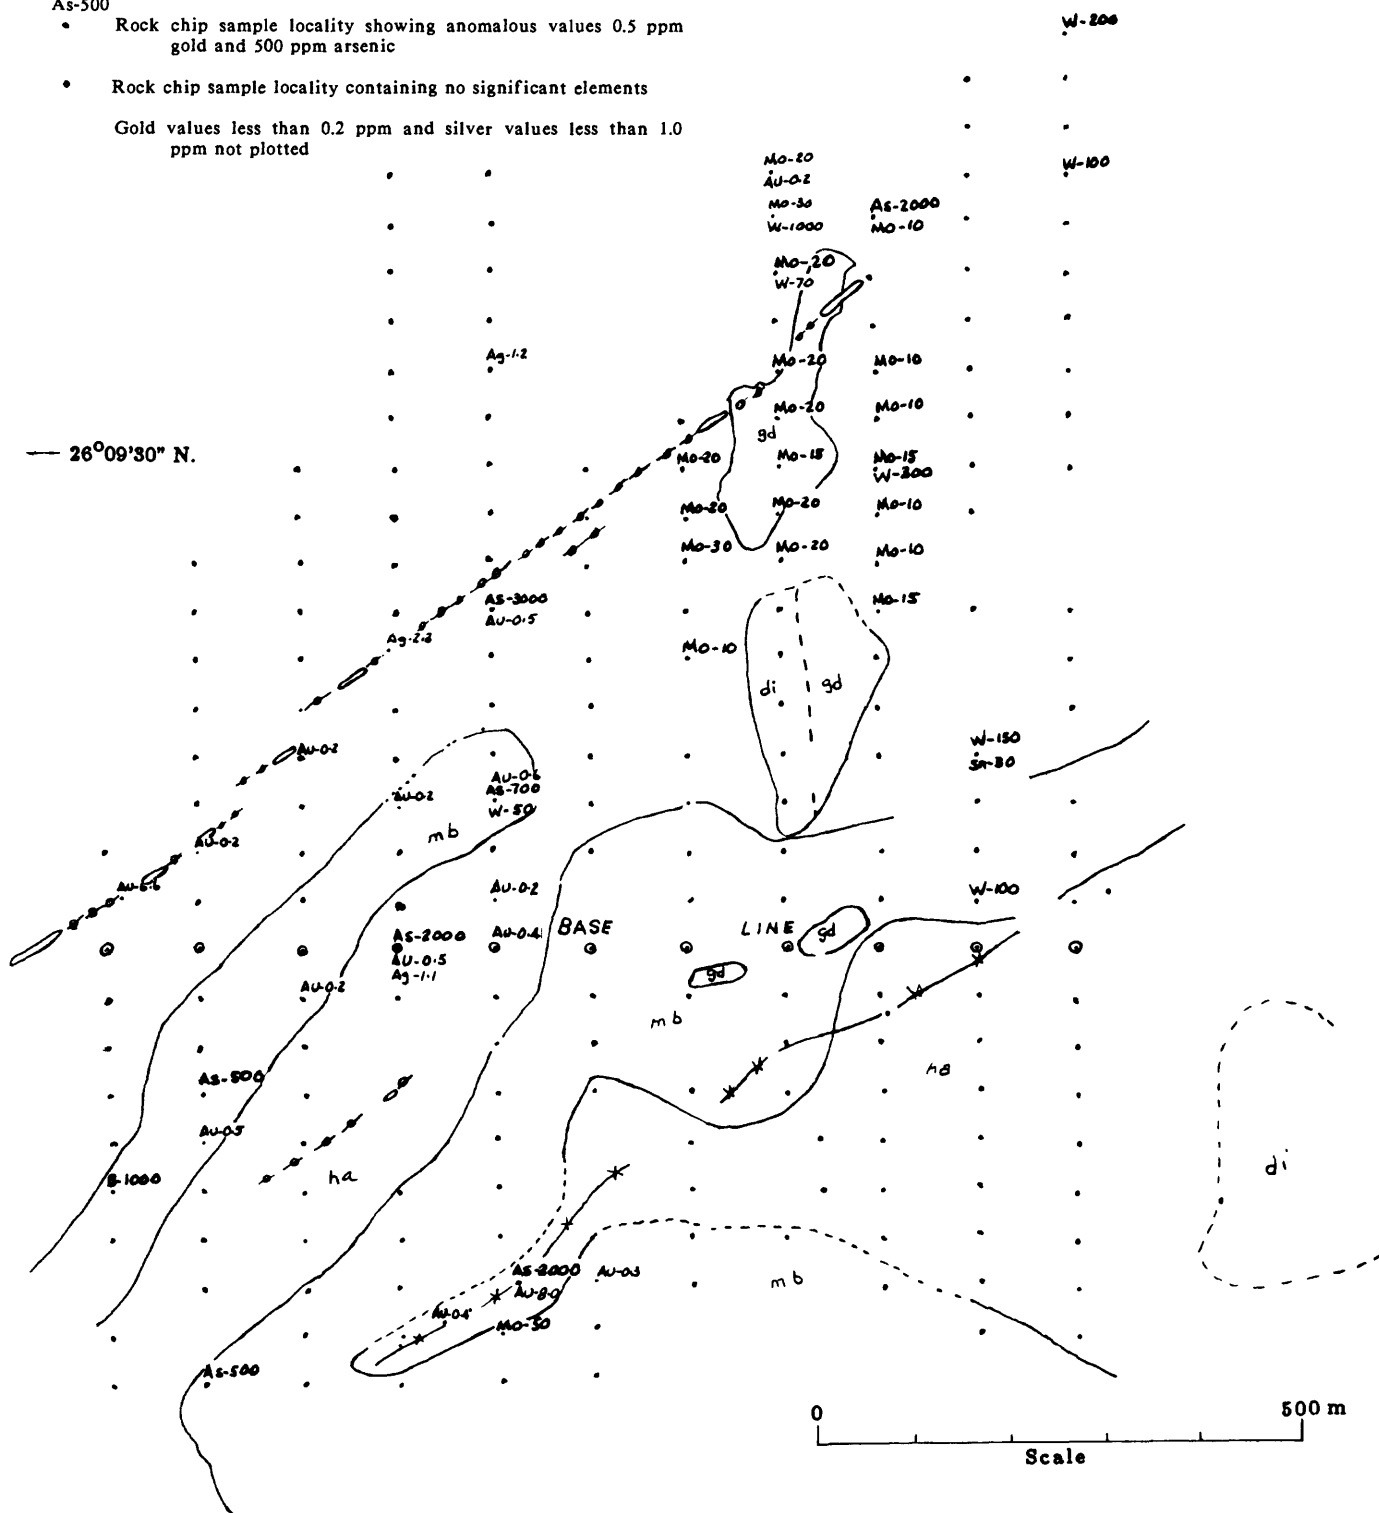 As-500
Rock chip sample locality showing anomalous values 0.5 ppm
gold and 500 ppm arsenic
Rock chip sample locality containing no significant elements
Gold values less than 0.2 ppm and silver values less than 1.0
ppm not plotted
W-200
W-100
Mo-20
Au-0.2
Mo-30
W-1000
As-2000
Mo-10
Mo-20
W-70
Ag-1.2
Mo-20
Mo-10
Mo-20
Mo-10
gd
26°09'30" N.
Mo-20
Mo-15
Mo-15
W-300
Mo-20
Mo-20
Mo-10
Mo-30
Mo-20
Mo-10
As-3000
Au-0.5
Mo-15
Ag-2.2
Mo-10
di
gd
Au-0.2
W-150
Sn-30
Au-0.2
Au-0.6
As-700
W-50
mb
Au-0.2
Au-0.2
W-100
As-2000
Au-0.5
Ag-1.1
Au-0.4
BASE
LINE
gd
gd
Au-0.2
mb
ha
As-500
Au-0.5
B-1000
ha
di
As-2000
Au-8.0
Au-0.3
mb
Au-0.4
Mo-50
As-500
0
500 m
Scale